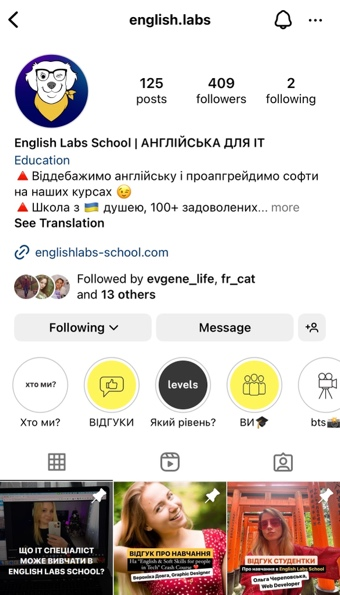 english.labs
125 409 2
posts followers following
English Labs School | АНГЛІЙСЬКА ДЛЯ ІТ
Education
🔺Віддебажимо англійську і проапгрейдимо софти
на наших курсах 😉
🔺Школа з 🇺🇦 душею, 100+ задоволених... more
See Translation
englishlabs-school.com
Followed by evgene_life, fr_cat
and 13 others
Following Message
хто ми? levels
Хто ми? ВІДГУКИ Який рівень? ВИ🎓 bts📸
ЩО ІТ СПЕЦІАЛІСТ
МОЖЕ ВИВЧАТИ В
ENGLISH LABS SCHOOL?
ВІДГУК ПРО НАВЧАННЯ
На "English & Soft Skills for people
in Tech" Crash Course
Вероніка Довга, Graphic Designer
ВІДГУК СТУДЕНТКИ
Про навчання в English Labs School
Ольга Череповська,
Web Developer